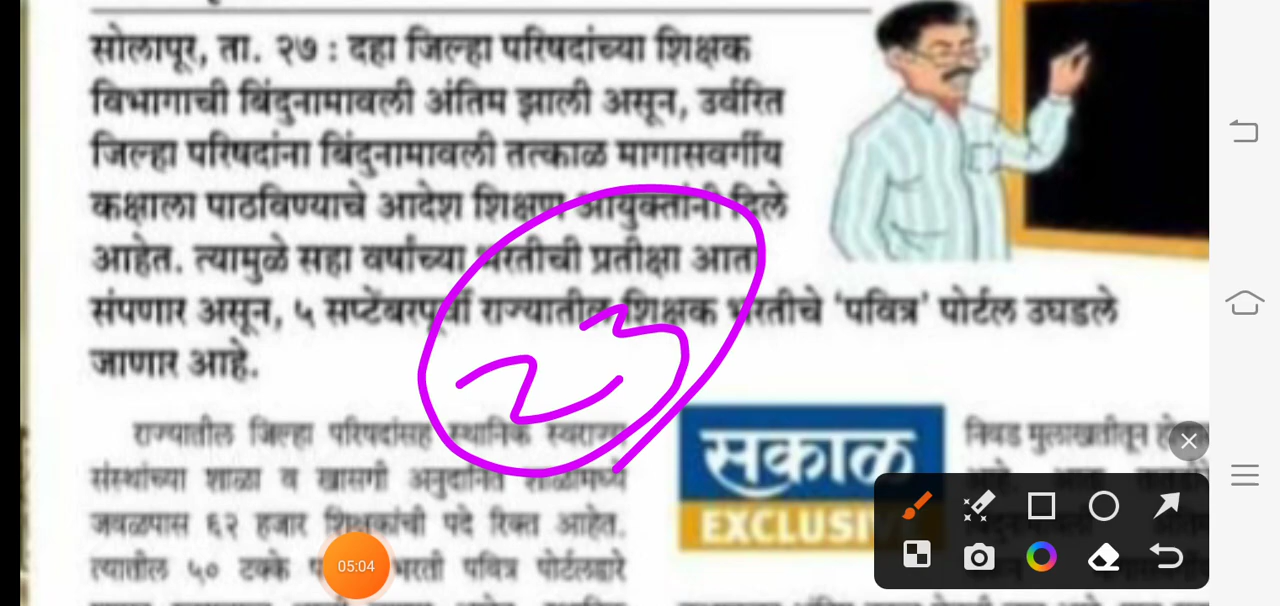 सोलापूर, ता. २७ : दहा जिल्हा परिषदांच्या शिक्षक
विभागाची बिंदुनामावली अंतिम झाली असून, उर्वरित
जिल्हा परिषदांना बिंदुनामावली तत्काळ मागासवर्गीय
कक्षाला पाठविण्याचे आदेश शिक्षण आयुक्तांनी दिले
आहेत. त्यामुळे सहा वर्षांच्या भरतीची प्रतीक्षा आता
संपणार असून, ५ सप्टेंबरपूर्वी राज्यातील शिक्षक भरतीचे 'पवित्र' पोर्टल उघडले
जाणार आहे.
23
राज्यातील जिल्हा परिषदांसह स्थानिक स्वराज्य
संस्थांच्या शाळा व खासगी अनुदानित शाळांमध्ये
जवळपास ६२ हजार शिक्षकांची पदे रिक्त आहेत.
त्यातील ५० टक्के भरती पवित्र पोर्टलद्वारे
सकाळ
EXCLUSIV
निवड मुलाखतीतून
05:04